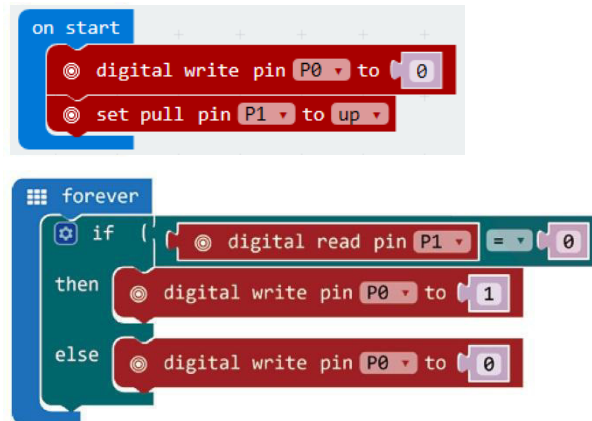 on start
digital write pin P0 to 0
set pull pin P1 to up
forever
if digital read pin P1 = 0
then digital write pin P0 to 1
else digital write pin P0 to 0